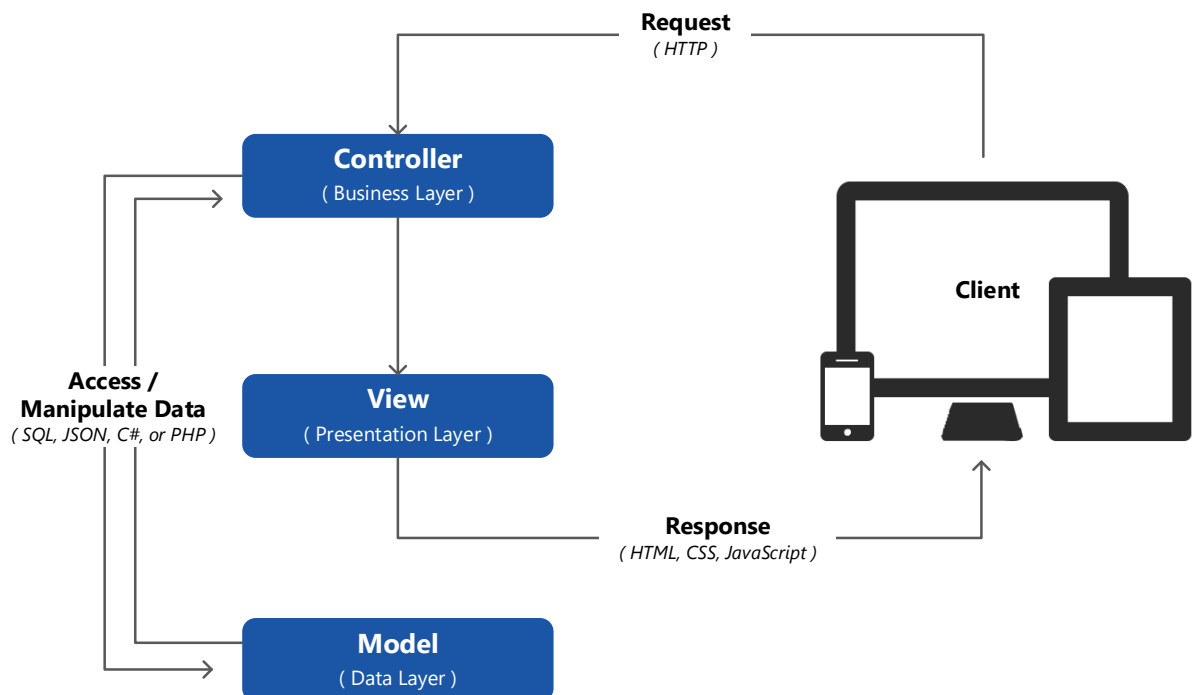 Request
( HTTP )
Controller
( Business Layer )
Client
Access /
Manipulate Data
( SQL, JSON, C#, or PHP )
View
( Presentation Layer )
Response
( HTML, CSS, JavaScript )
Model
( Data Layer )